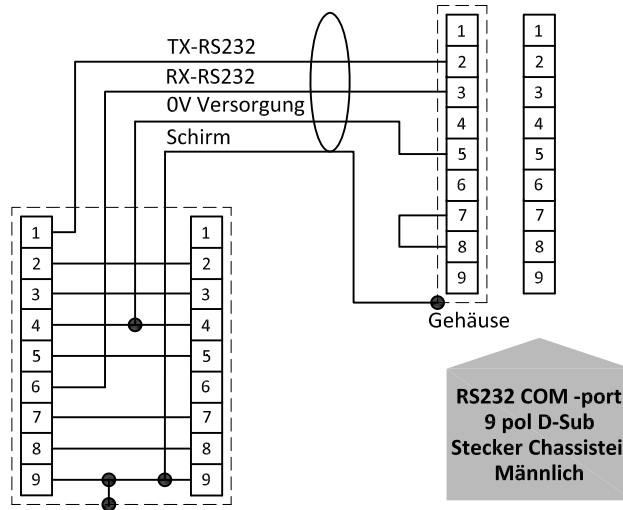 TX-RS232
RX-RS232
0V Versorgung
Schirm
1 1
2 2
3 3
4 4
5 5
6 6
7 7
8 8
9 9
Gehäuse
1 1
2 2
3 3
4 4
5 5
6 6
7 7
8 8
9 9
RS232 COM -port
9 pol D-Sub
Stecker Chassistei
Männlich